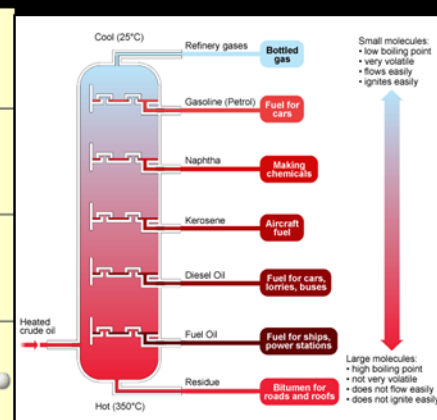 Cool (25°C)
Refinery gases
Bottled
gas
Gasoline (Petrol)
Fuel for
cars
Naphtha
Making
chemicals
Kerosene
Aircraft
fuel
Diesel Oil
Fuel for cars,
lorries, buses
Heated
crude oil
Fuel Oil
Fuel for ships,
power stations
Residue
Bitumen for
roads and roofs
Hot (350°C)
Small molecules:
• low boiling point
• very volatile
• flows easily
• ignites easily
Large molecules:
• high boiling point
• not very volatile
• does not flow easily
• does not ignite easily